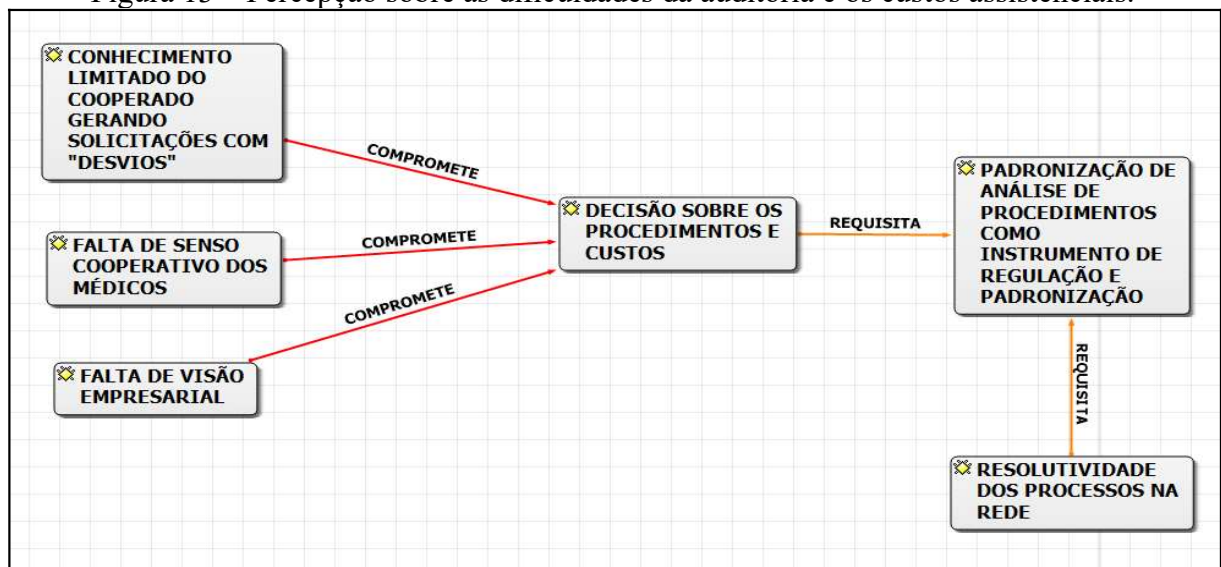 Figura 15 – Percepção sobre as dificuldades da auditoria e os custos assistenciais.
CONHECIMENTO
LIMITADO DO
COOPERADO
GERANDO
SOLICITAÇÕES COM
"DESVIOS"
COMPROMETE
FALTA DE SENSO
COOPERATIVO DOS
MÉDICOS
COMPROMETE
FALTA DE VISÃO
EMPRESARIAL
COMPROMETE
DECISÃO SOBRE OS
PROCEDIMENTOS E
CUSTOS
REQUISITA
PADRONIZAÇÃO DE
ANÁLISE DE
PROCEDIMENTOS
COMO
INSTRUMENTO DE
REGULAÇÃO E
PADRONIZAÇÃO
REQUISITA
RESOLUTIVIDADE
DOS PROCESSOS NA
REDE